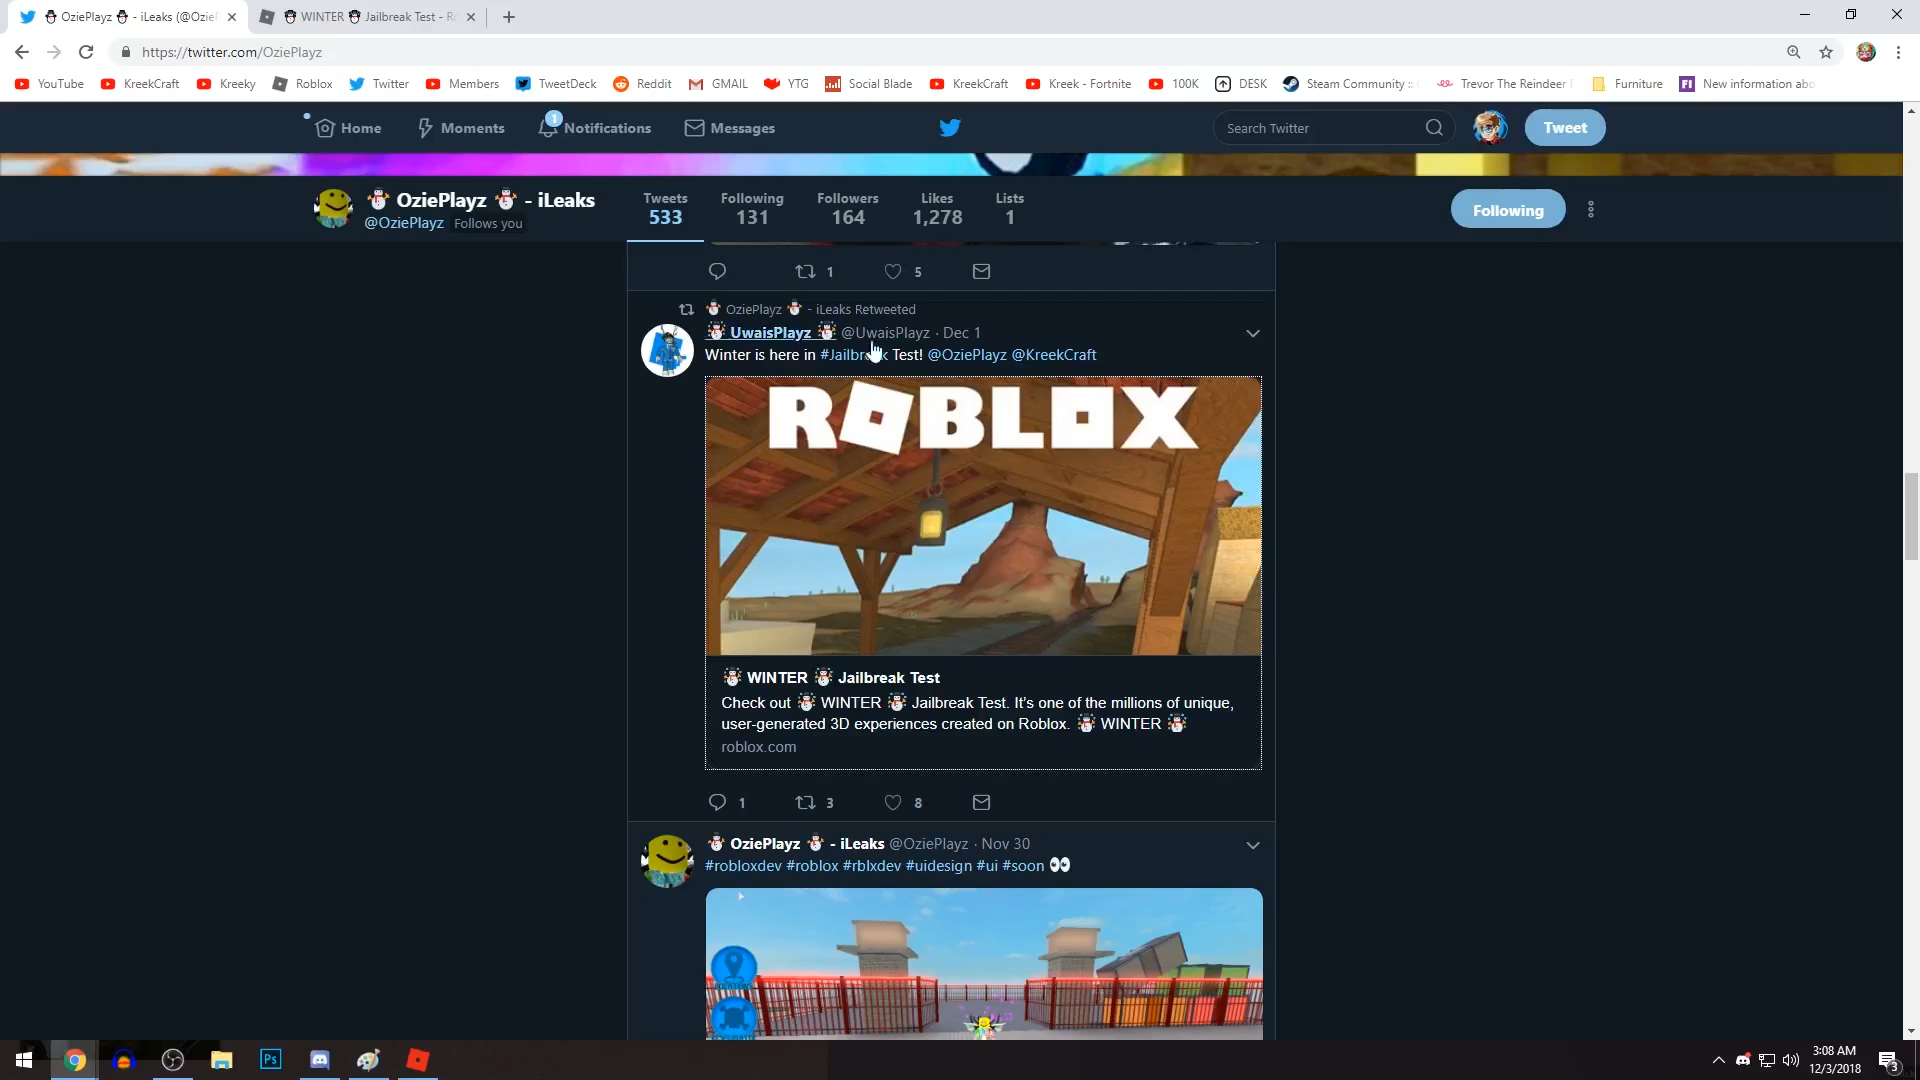 OziePlayz - iLeaks (@Ozie
WINTER Jailbreak Test - Ro
https://twitter.com/OziePlayz
YouTube KreekCraft Kreeky Roblox Twitter Members TweetDeck Reddit GMAIL YTG Social Blade KreekCraft Kreek - Fortnite 100K DESK Steam Community :: Trevor The Reindeer Furniture New information abo
Home Moments 1 Notifications Messages Search Twitter Tweet
⛄ OziePlayz ⛄ - iLeaks
@OziePlayz Follows you
Tweets Following Followers Likes Lists
533 131 164 1,278 1
Following
1 5
⛄ OziePlayz ⛄ - iLeaks Retweeted
☃ UwaisPlayz ☃ @UwaisPlayz · Dec 1
Winter is here in #Jailbreak Test! @OziePlayz @KreekCraft
ROBLOX
☃ WINTER ☃ Jailbreak Test
Check out ☃ WINTER ☃ Jailbreak Test. It's one of the millions of unique,
user-generated 3D experiences created on Roblox. ☃ WINTER ☃
roblox.com
1 3 8
⛄ OziePlayz ⛄ - iLeaks @OziePlayz · Nov 30
#robloxdev #roblox #rblxdev #uidesign #ui #soon 👀
Ps
3:08 AM
12/3/2018
3